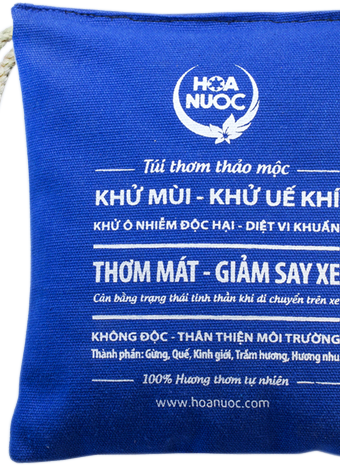 HOA
NUOC
Túi thơm thảo mộc
KHỬ MÙI - KHỬ UẾ KHÍ
KHỬ Ô NHIỄM ĐỘC HẠI - DIỆT VI KHUẨN
THƠM MÁT - GIẢM SAY XE
Cân bằng trạng thái tinh thần khi di chuyển trên xe
KHÔNG ĐỘC - THÂN THIỆN MÔI TRƯỜNG
Thành phần: Gừng, Quế, Kinh giới, Trầm hương, Hương nhu
100% Hương thơm tự nhiên
www.hoanuoc.com